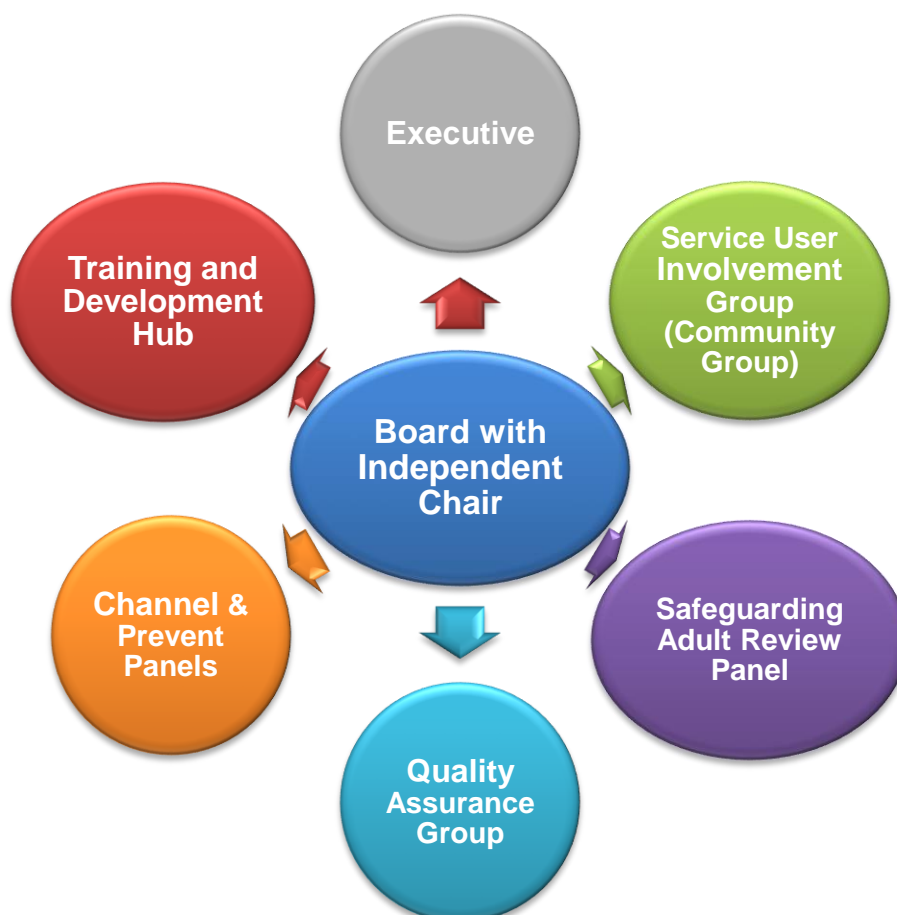 Executive
Training and
Development
Hub
Service User
Involvement
Group
(Community
Group)
Board with
Independent
Chair
Channel &
Prevent
Panels
Safeguarding
Adult Review
Panel
Quality
Assurance
Group